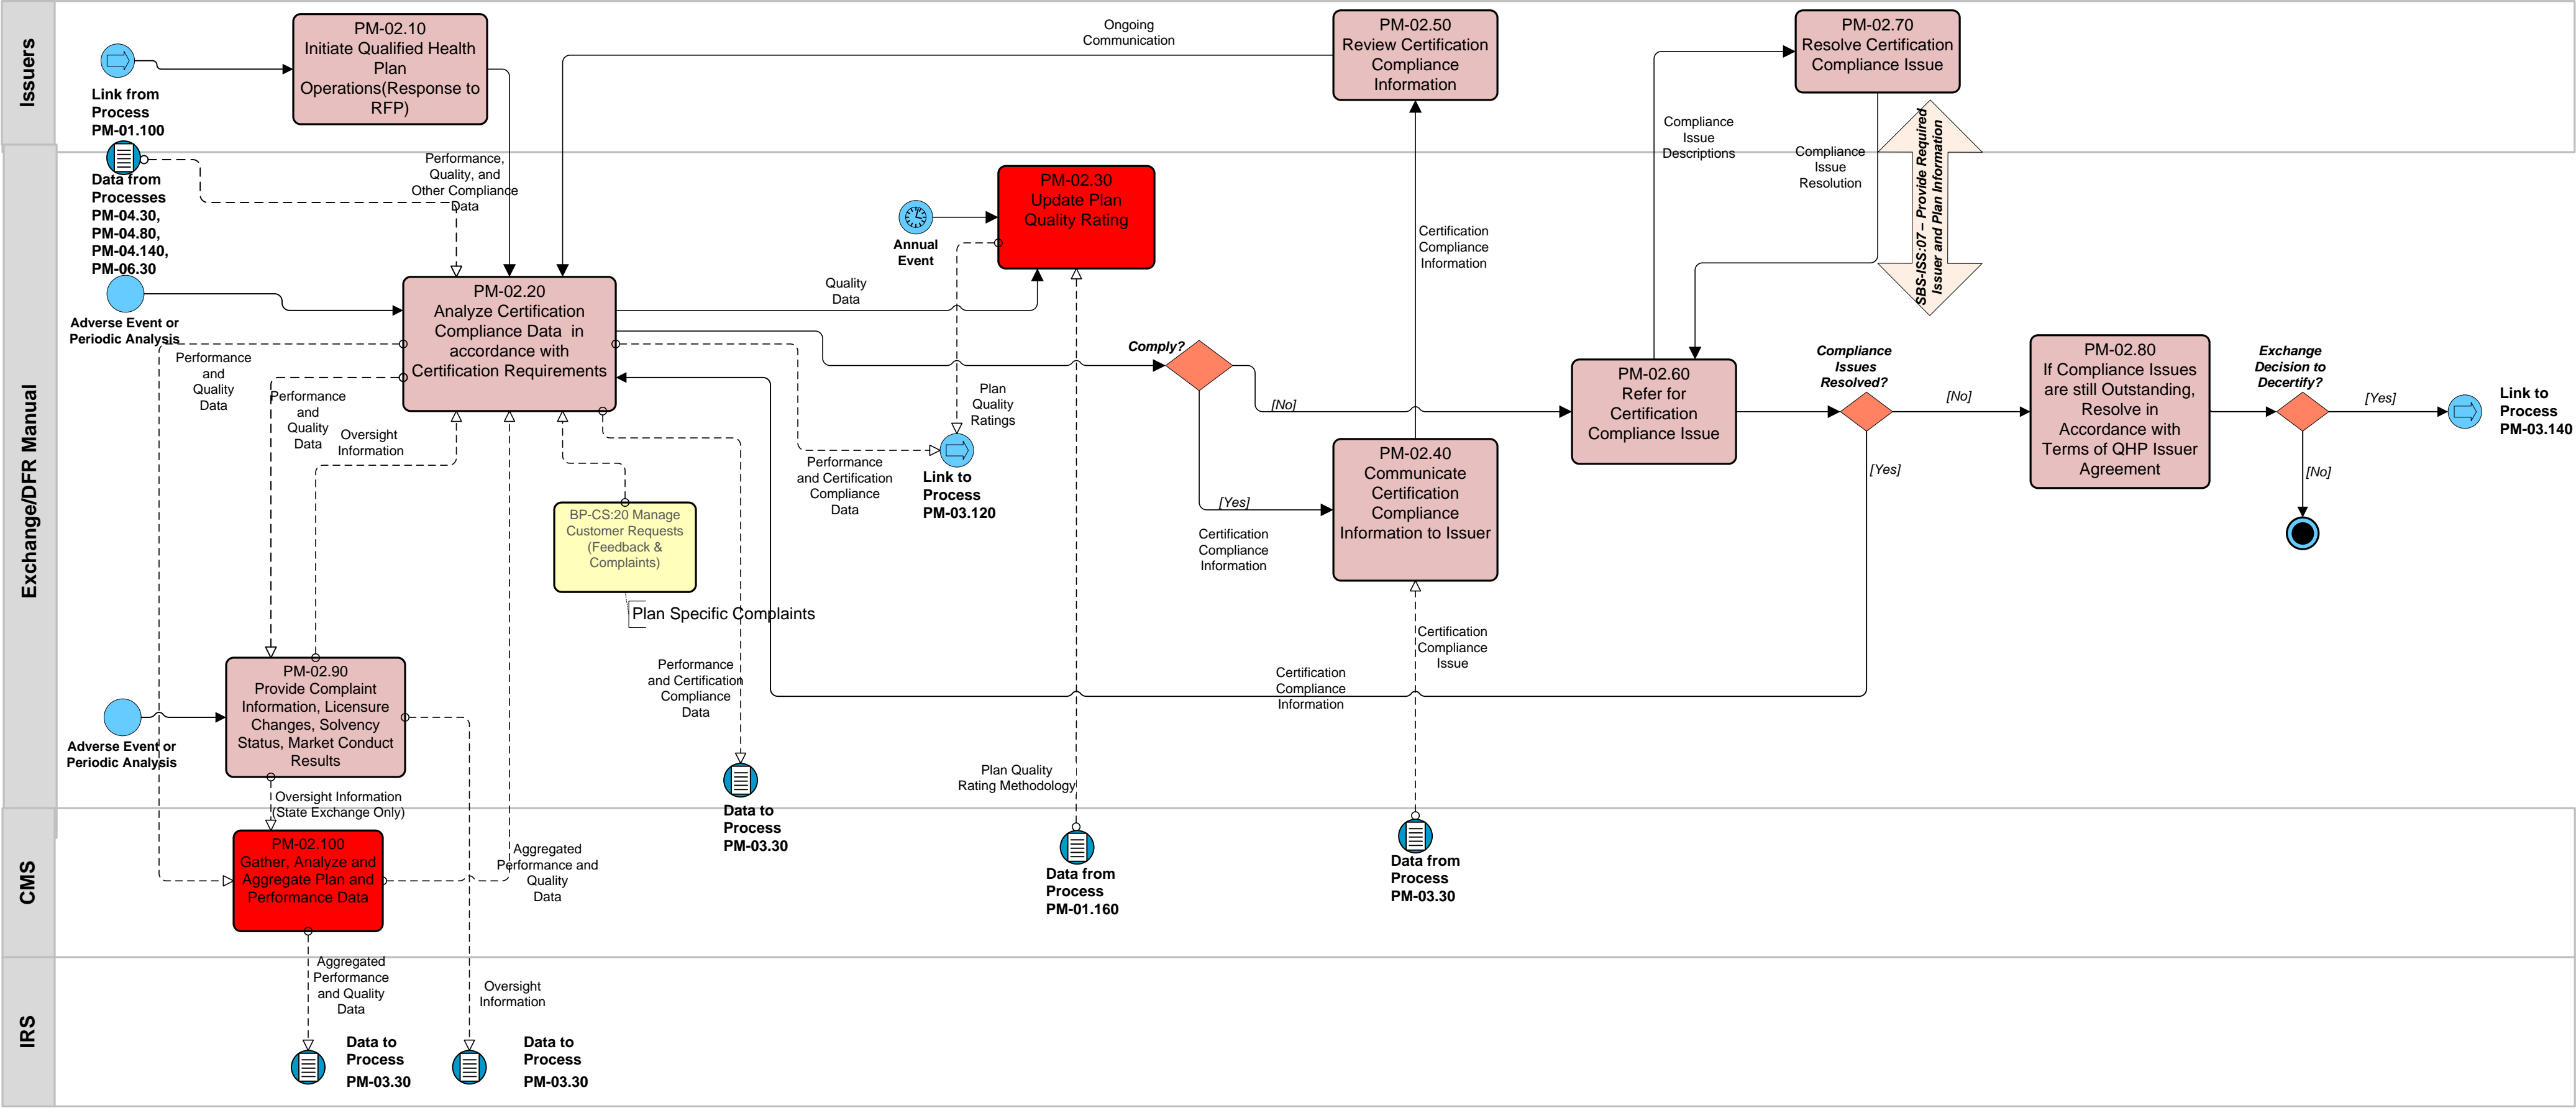 Issuers
Link from
Process
PM-01.100
PM-02.10
Initiate Qualified Health
Plan
Operations(Response to
RFP)
Ongoing
Communication
PM-02.50
Review Certification
Compliance
Information
PM-02.70
Resolve Certification
Compliance Issue
Compliance
Issue
Descriptions
Compliance
Issue
Resolution
SBS-ISS:07 – Provide Required
Issuer and Plan Information
Exchange/DFR Manual
Data from
Processes
PM-04.30,
PM-04.80,
PM-04.140,
PM-06.30
Performance,
Quality, and
Other Compliance
Data
Adverse Event or
Periodic Analysis
PM-02.20
Analyze Certification
Compliance Data  in
accordance with
Certification Requirements
Annual
Event
PM-02.30
Update Plan
Quality Rating
Quality
Data
Performance
and
Quality
Data
Performance
and
Quality
Data
Oversight
Information
Plan
Quality
Ratings
Performance
and Certification
Compliance
Data
Link to
Process
PM-03.120
BP-CS:20 Manage
Customer Requests
(Feedback &
Complaints)
Plan Specific Complaints
Comply?
[No]
[Yes]
Certification
Compliance
Information
Certification
Compliance
Information
PM-02.40
Communicate
Certification
Compliance
Information to Issuer
PM-02.60
Refer for
Certification
Compliance Issue
Compliance
Issues
Resolved?
[No]
[Yes]
PM-02.80
If Compliance Issues
are still Outstanding,
Resolve in
Accordance with
Terms of QHP Issuer
Agreement
Exchange
Decision to
Decertify?
[Yes]
[No]
Link to
Process
PM-03.140
Certification
Compliance
Issue
Certification
Compliance
Information
Performance
and Certification
Compliance
Data
PM-02.90
Provide Complaint
Information, Licensure
Changes, Solvency
Status, Market Conduct
Results
Adverse Event or
Periodic Analysis
Plan Quality
Rating Methodology
Oversight Information
(State Exchange Only)
CMS
PM-02.100
Gather, Analyze and
Aggregate Plan and
Performance Data
Aggregated
Performance and
Quality
Data
Data to
Process
PM-03.30
Data from
Process
PM-01.160
Data from
Process
PM-03.30
IRS
Aggregated
Performance
and Quality
Data
Oversight
Information
Data to
Process
PM-03.30
Data to
Process
PM-03.30